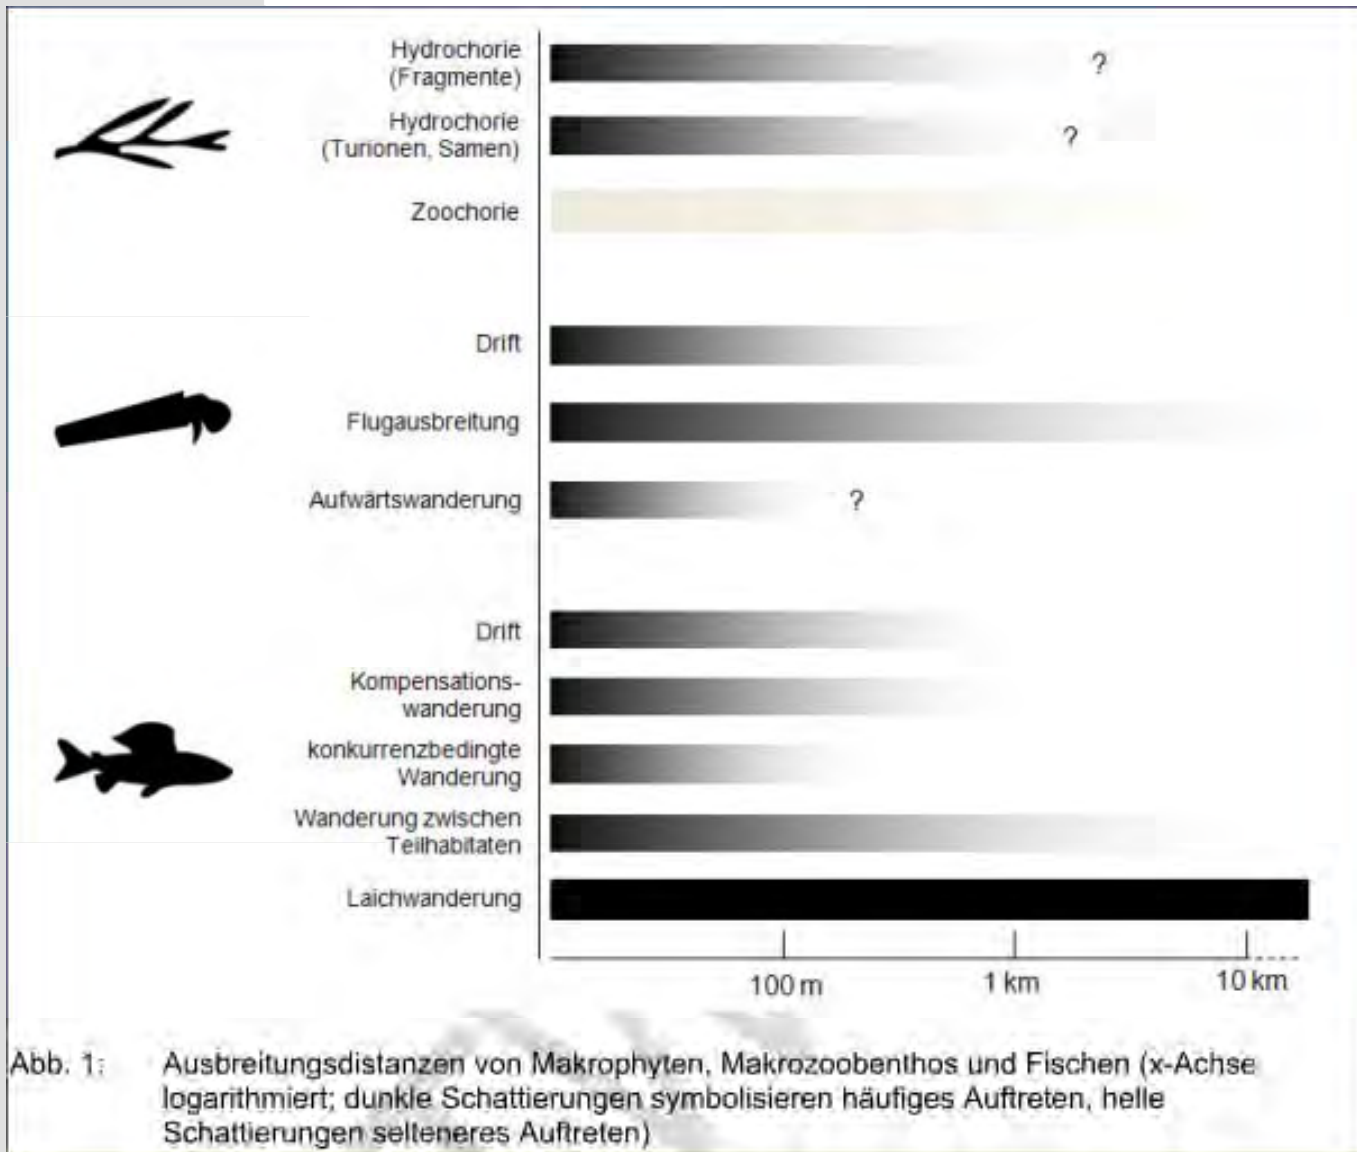 Hydrochorie
(Fragmente)
?
Hydrochorie
(Turionen, Samen)
?
Zoochorie
Drift
Flugausbreitung
Aufwärtswanderung
?
Drift
Kompensations-
wanderung
konkurrenzbedingte
Wanderung
Wanderung zwischen
Teilhabitaten
Laichwanderung
100 m
1 km
10 km
Abb. 1: Ausbreitungsdistanzen von Makrophyten, Makrozoobenthos und Fischen (x-Achse
logarithmiert; dunkle Schattierungen symbolisieren häufiges Auftreten, helle
Schattierungen selteneres Auftreten)